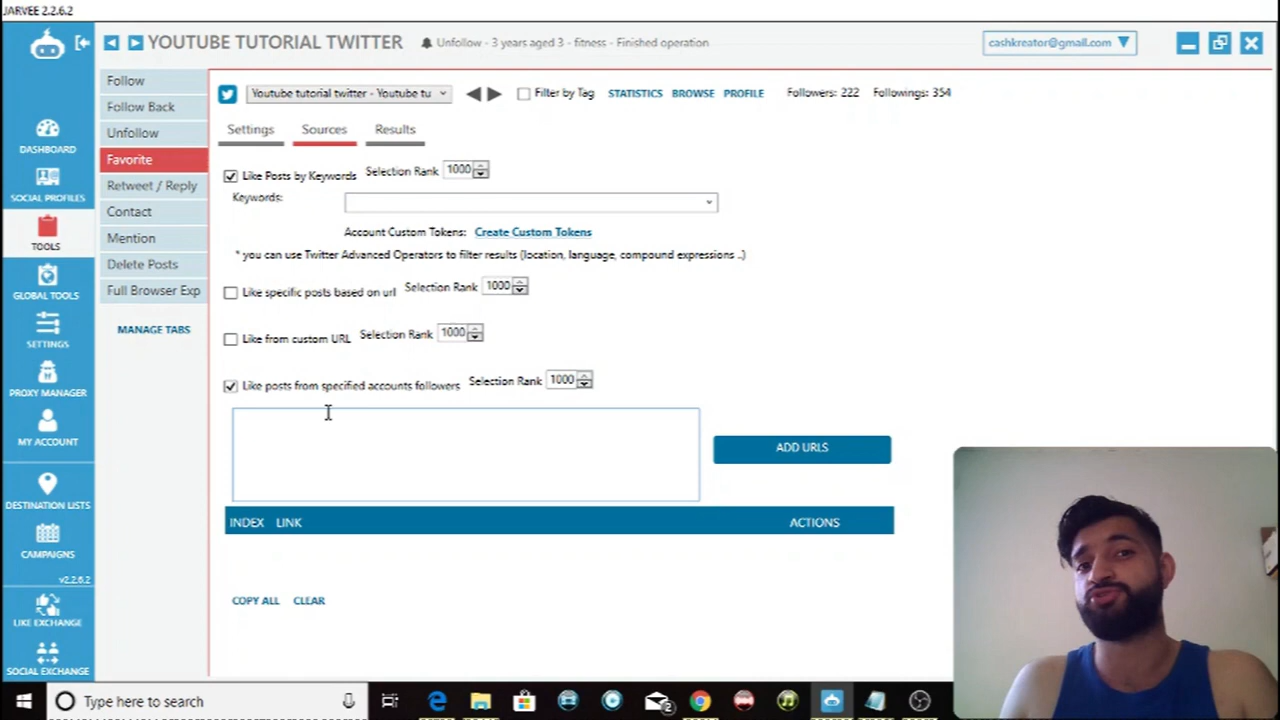 JARVEE 2.2.6.2
YOUTUBE TUTORIAL TWITTER
Unfollow - 3 years aged 3 - fitness - Finished operation
cashkreator@gmail.com
DASHBOARD
SOCIAL PROFILES
TOOLS
GLOBAL TOOLS
SETTINGS
PROXY MANAGER
MY ACCOUNT
DESTINATION LISTS
CAMPAIGNS
v2.2.6.2
LIKE EXCHANGE
SOCIAL EXCHANGE
Follow
Follow Back
Unfollow
Favorite
Retweet / Reply
Contact
Mention
Delete Posts
Full Browser Exp
MANAGE TABS
Youtube tutorial twitter - Youtube tu
Filter by Tag
STATISTICS
BROWSE
PROFILE
Followers: 222
Followings: 354
Settings
Sources
Results
Like Posts by Keywords
Selection Rank
1000
Keywords:
Account Custom Tokens:
Create Custom Tokens
* you can use Twitter Advanced Operators to filter results (location, language, compound expressions ..)
Like specific posts based on url
Selection Rank
1000
Like from custom URL
Selection Rank
1000
Like posts from specified accounts followers
Selection Rank
1000
ADD URLS
INDEX
LINK
ACTIONS
COPY ALL
CLEAR
Type here to search
2